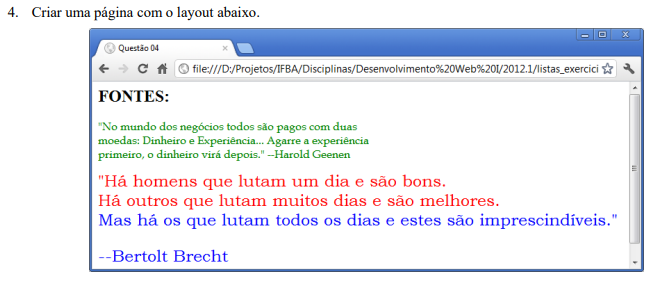 4. Criar uma página com o layout abaixo.
Questão 04
file:///D:/Projetos/IFBA/Disciplinas/Desenvolvimento%20Web%20I/2012.1/listas_exercici
FONTES:
"No mundo dos negócios todos são pagos com duas
moedas: Dinheiro e Experiência... Agarre a experiência
primeiro, o dinheiro virá depois." --Harold Geenen
"Há homens que lutam um dia e são bons.
Há outros que lutam muitos dias e são melhores.
Mas há os que lutam todos os dias e estes são imprescindíveis."
--Bertolt Brecht